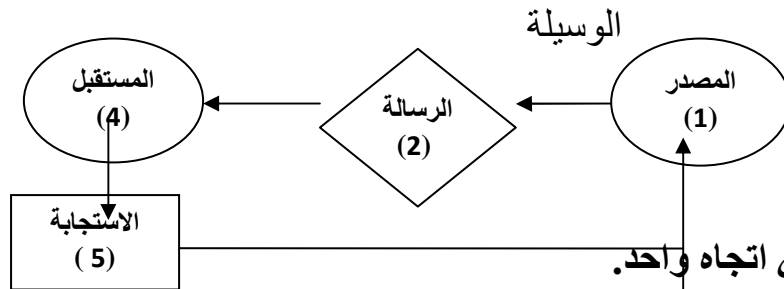 الوسيلة
المصدر
(1)
الرسالة
(2)
المستقبل
(4)
الاستجابة
(5 )
اتجاه واحد.